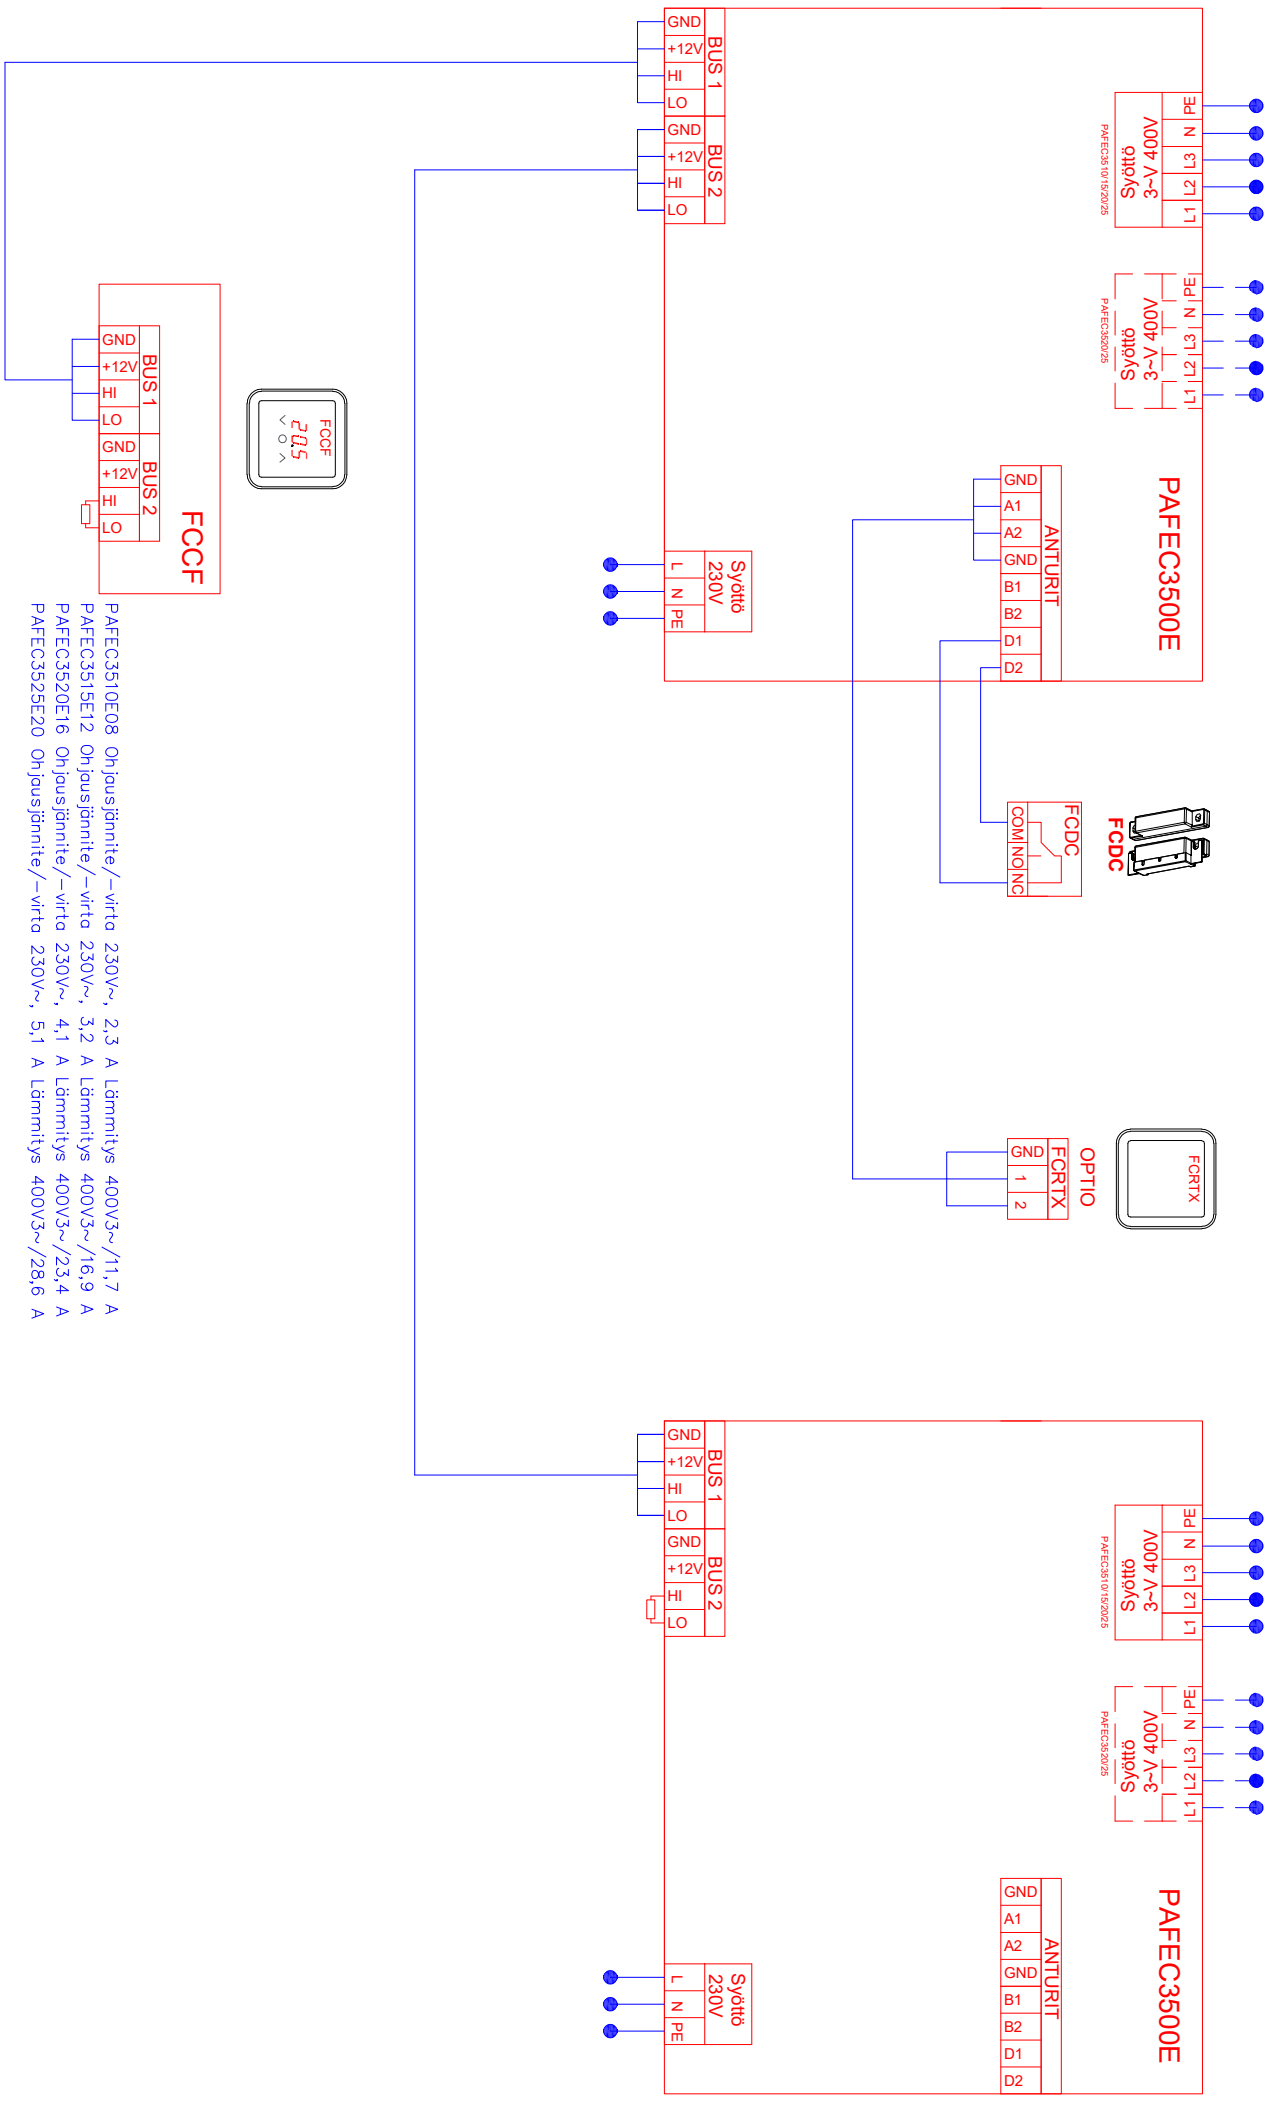 GND
+12V
HI
LO
BUS 1
GND
+12V
HI
LO
BUS 2
PE N L3 L2 L1
3~V 400V
Syöttö
PAFEC3510/15/20/25
PE N L3 L2 L1
3~V 400V
Syöttö
PAFEC3520/25
PAFEC3500E
GND
A1
A2
GND
B1
B2
D1
D2
ANTURIT
Syöttö
230V
L N PE
GND
+12V
HI
LO
BUS 1
GND
+12V
HI
LO
BUS 2
FCCF
FCCF
20.5
FCDC
COM NO NC
FCDC
OPTIO
FCRTX
GND 1 2
FCRTX
PAFEC3510E08 Ohjausjännite/-virta 230V~, 2,3 A Lämmitys 400V3~/11,7 A
PAFEC3515E12 Ohjausjännite/-virta 230V~, 3,2 A Lämmitys 400V3~/16,9 A
PAFEC3520E16 Ohjausjännite/-virta 230V~, 4,1 A Lämmitys 400V3~/23,4 A
PAFEC3525E20 Ohjausjännite/-virta 230V~, 5,1 A Lämmitys 400V3~/28,6 A
GND
+12V
HI
LO
BUS 1
GND
+12V
HI
LO
BUS 2
PE N L3 L2 L1
3~V 400V
Syöttö
PAFEC3510/15/20/25
PE N L3 L2 L1
3~V 400V
Syöttö
PAFEC3520/25
PAFEC3500E
GND
A1
A2
GND
B1
B2
D1
D2
ANTURIT
Syöttö
230V
L N PE